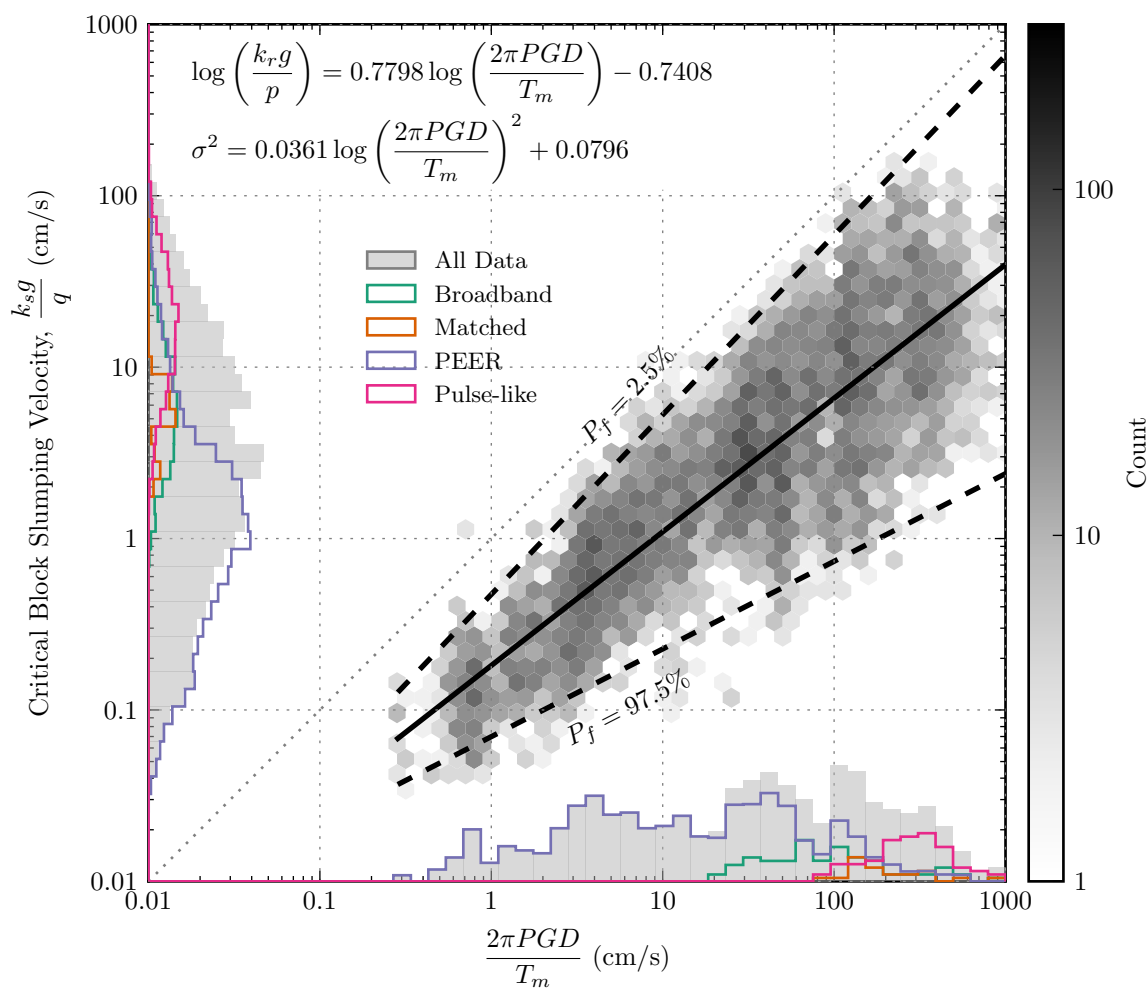 log (k_r g / p) = 0.7798 log (2πPGD / T_m) − 0.7408
σ² = 0.0361 log (2πPGD / T_m)² + 0.0796
All Data
Broadband
Matched
PEER
Pulse-like
P_f = 2.5%
P_f = 97.5%
Critical Block Slumping Velocity, k_s g / q (cm/s)
1000
100
10
1
0.1
0.01
0.01
0.1
1
10
100
1000
2πPGD / T_m (cm/s)
100
10
1
Count